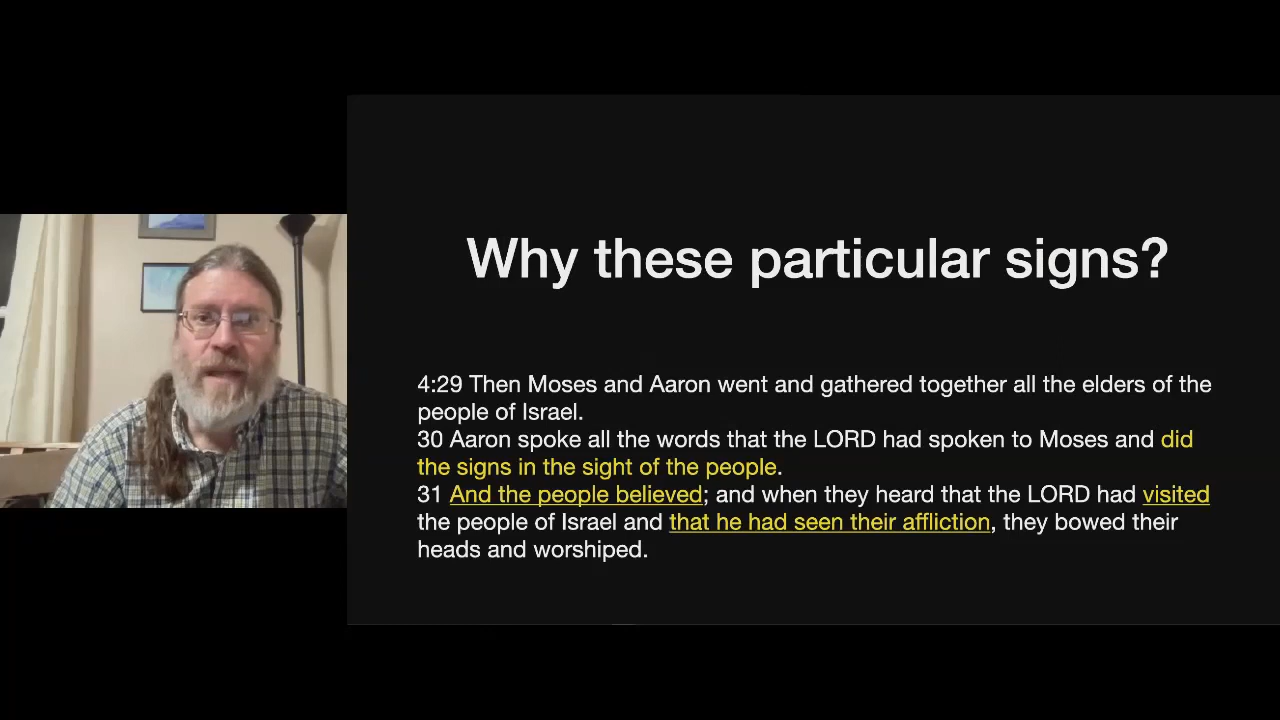 Why these particular signs?
4:29 Then Moses and Aaron went and gathered together all the elders of the
people of Israel.
30 Aaron spoke all the words that the LORD had spoken to Moses and did
the signs in the sight of the people.
31 And the people believed; and when they heard that the LORD had visited
the people of Israel and that he had seen their affliction, they bowed their
heads and worshiped.